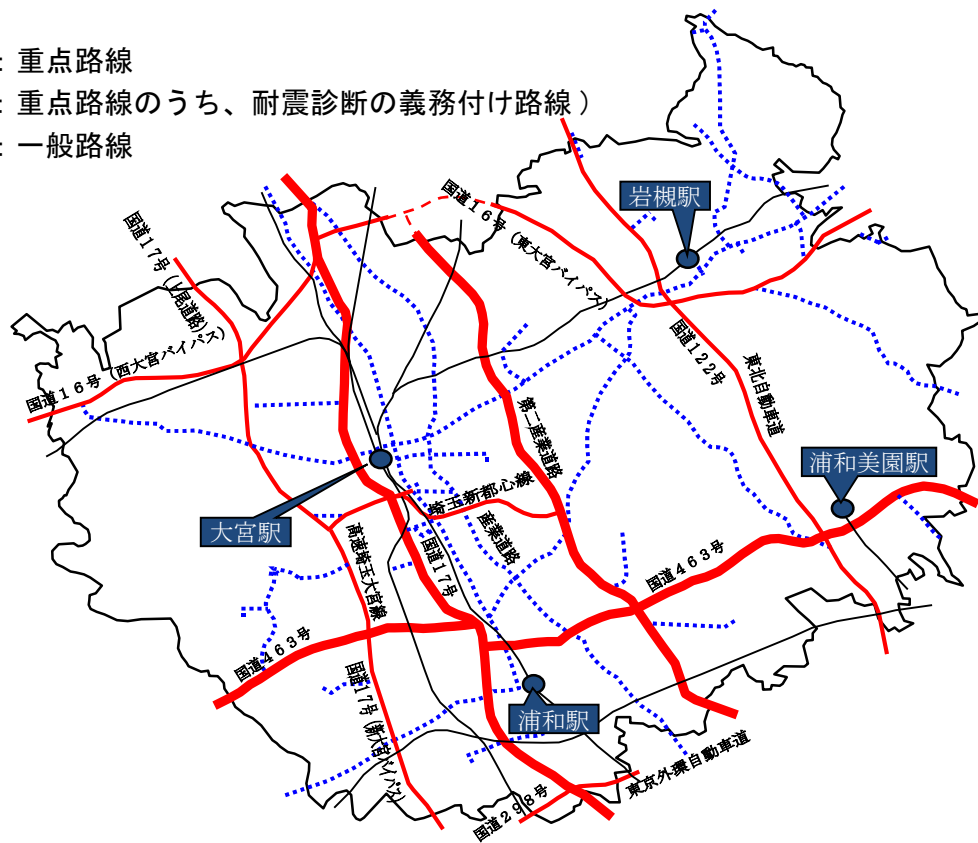 : 重点路線
: 重点路線のうち、耐震診断の義務付け路線）
: 一般路線
岩槻駅
国道１６号（東大宮バイパス）
国道１７号（上尾道路）
国道１６号（西大宮バイパス）
国道１２２号
東北自動車道
第二産業道路
浦和美園駅
大宮駅
埼玉新都心線
産業道路
高速埼玉大宮線
国道１７号
国道４６３号
国道４６３号
浦和駅
国道１７号（新大宮バイパス）
東京外環自動車道
国道２９８号